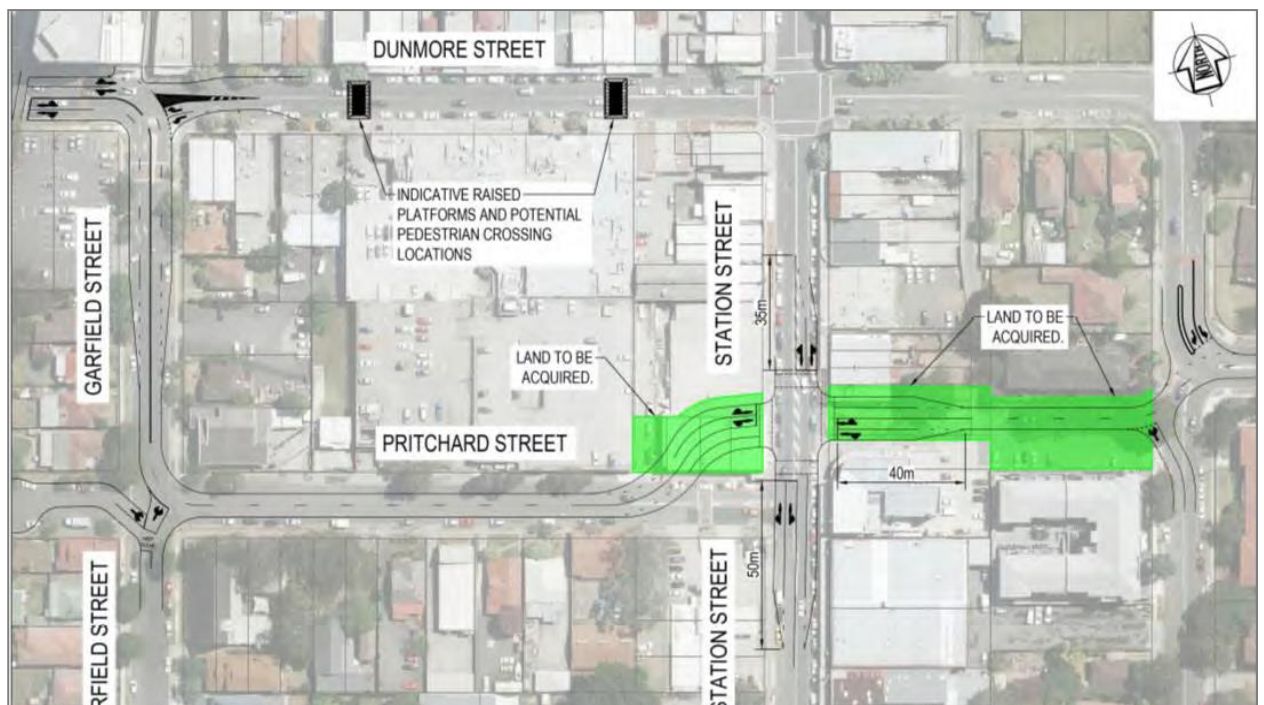 DUNMORE STREET
NORTH
INDICATIVE RAISED
PLATFORMS AND POTENTIAL
PEDESTRIAN CROSSING
LOCATIONS
GARFIELD STREET
STATION STREET
35m
LAND TO BE
ACQUIRED.
LAND TO BE
ACQUIRED.
PRITCHARD STREET
40m
50m
RFIELD STREET
STATION STREET